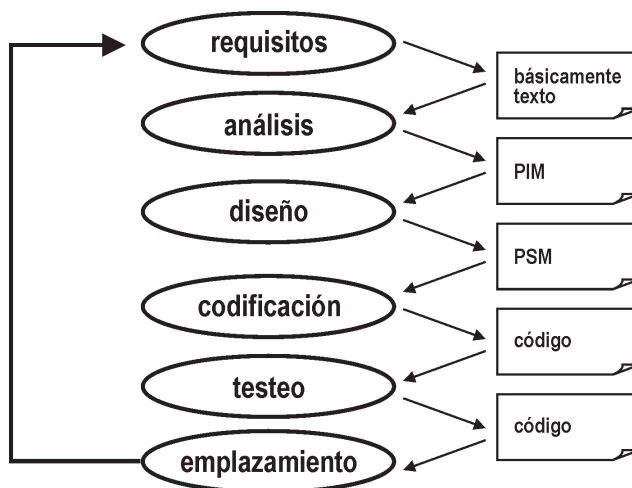 requisitos
básicamente
texto
análisis
PIM
diseño
PSM
codificación
código
testeo
código
emplazamiento